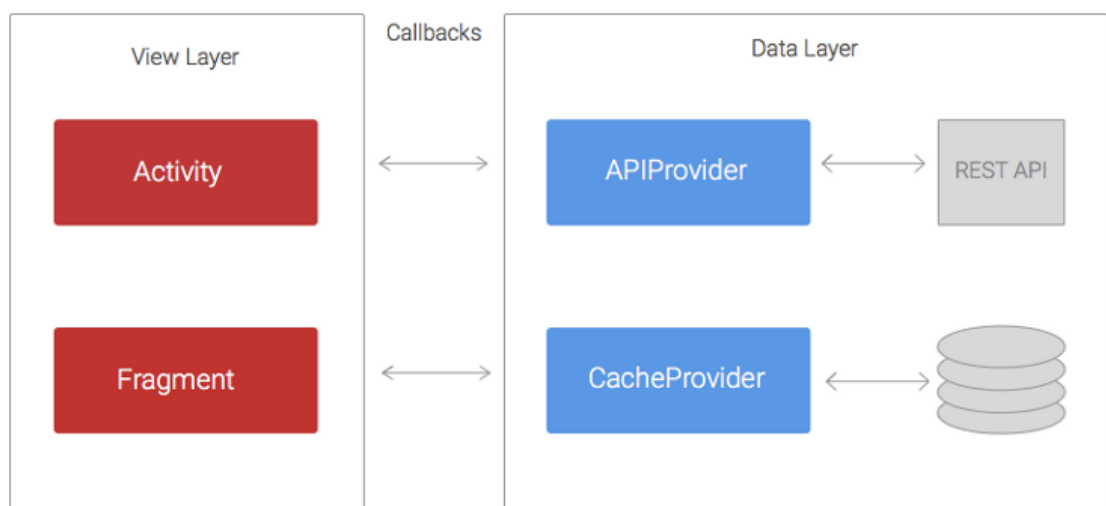 Callbacks
View Layer
Data Layer
Activity
APIProvider
REST API
Fragment
CacheProvider